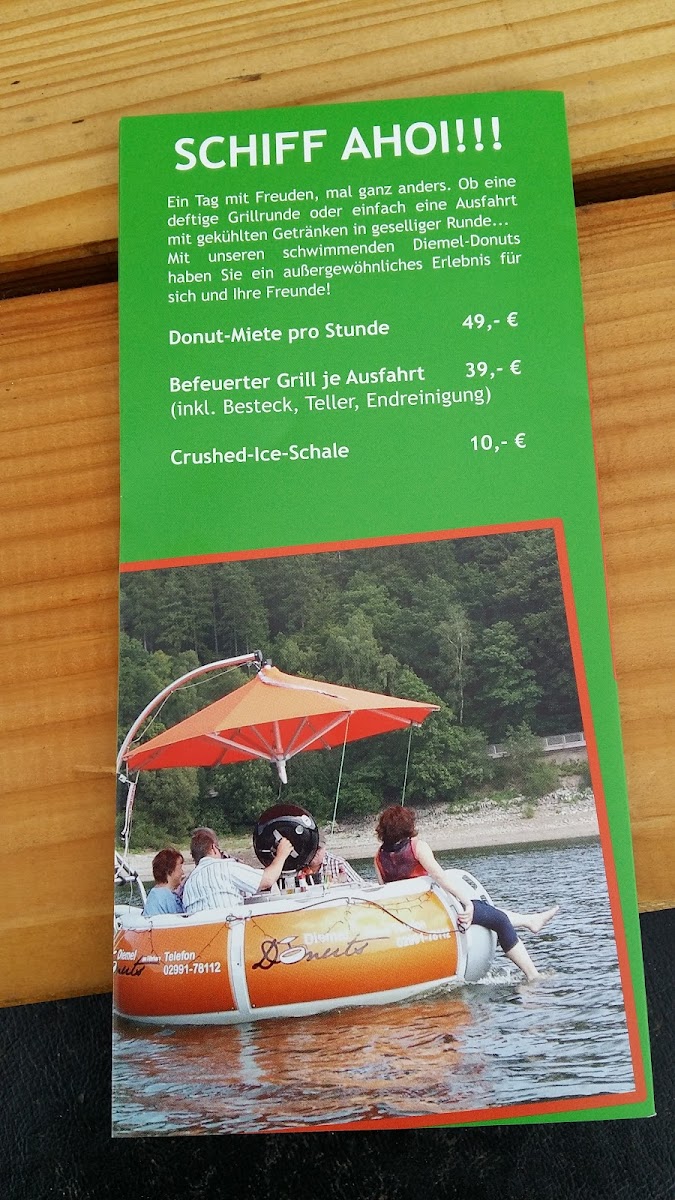 SCHIFF AHOI!!!
Ein Tag mit Freuden, mal ganz anders. Ob eine
deftige Grillrunde oder einfach eine Ausfahrt
mit gekühlten Getränken in geselliger Runde...
Mit unseren schwimmenden Diemel-Donuts
haben Sie ein außergewöhnliches Erlebnis für
sich und Ihre Freunde!
Donut-Miete pro Stunde 49,- €
Befeuerter Grill je Ausfahrt 39,- €
(inkl. Besteck, Teller, Endreinigung)
Crushed-Ice-Schale 10,- €
Diemel
Telefon
02991-78112
Diemel